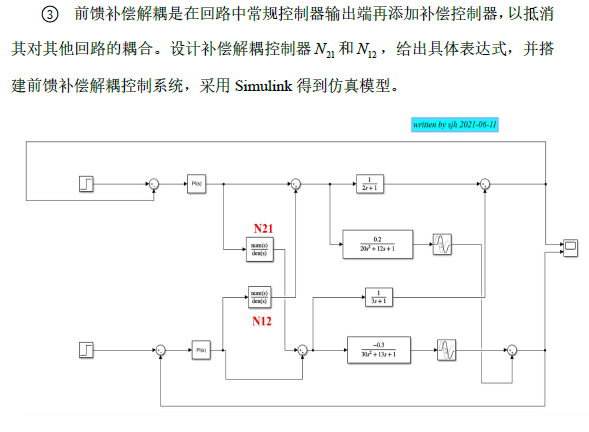 ③ 前馈补偿解耦是在回路中常规控制器输出端再添加补偿控制器，以抵消
其对其他回路的耦合。设计补偿解耦控制器 N₂₁ 和 N₁₂ ，给出具体表达式，并搭
建前馈补偿解耦控制系统，采用 Simulink 得到仿真模型。
written by sjh 2021-06-11
PI(s)
1
2s+1
N21
num(s)
den(s)
0.2
20s²+12s+1
num(s)
den(s)
N12
1
3s+1
PI(s)
-0.3
30s²+13s+1